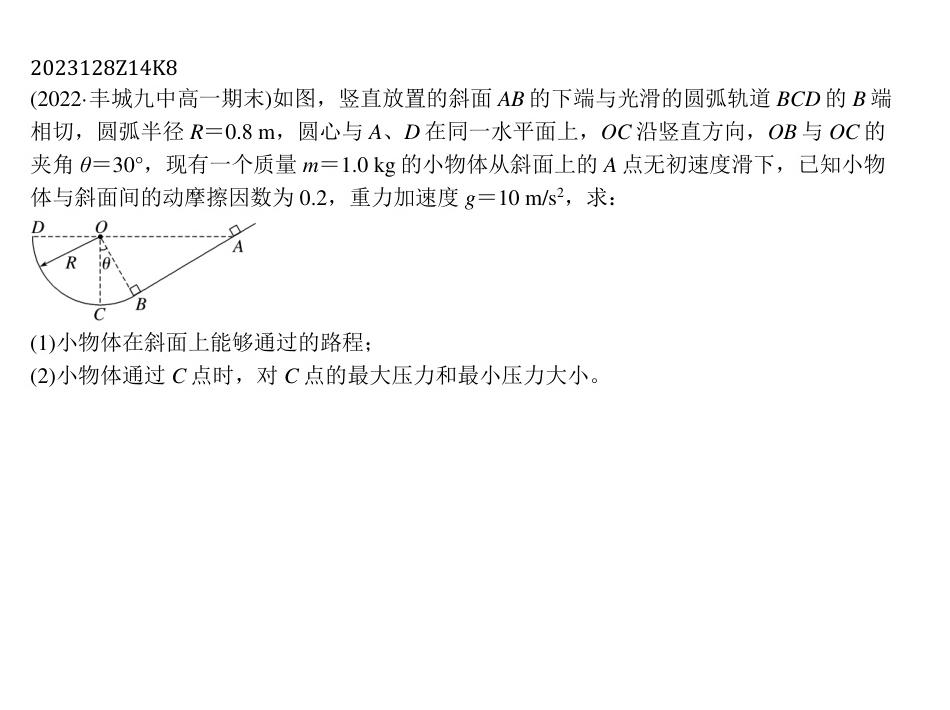 2023128Z14K8
(2022·丰城九中高一期末)如图，竖直放置的斜面 AB 的下端与光滑的圆弧轨道 BCD 的 B 端
相切，圆弧半径 R＝0.8 m，圆心与 A、D 在同一水平面上，OC 沿竖直方向，OB 与 OC 的
夹角 θ＝30°，现有一个质量 m＝1.0 kg 的小物体从斜面上的 A 点无初速度滑下，已知小物
体与斜面间的动摩擦因数为 0.2，重力加速度 g＝10 m/s²，求：
D O
A
R θ
B
C
(1)小物体在斜面上能够通过的路程；
(2)小物体通过 C 点时，对 C 点的最大压力和最小压力大小。